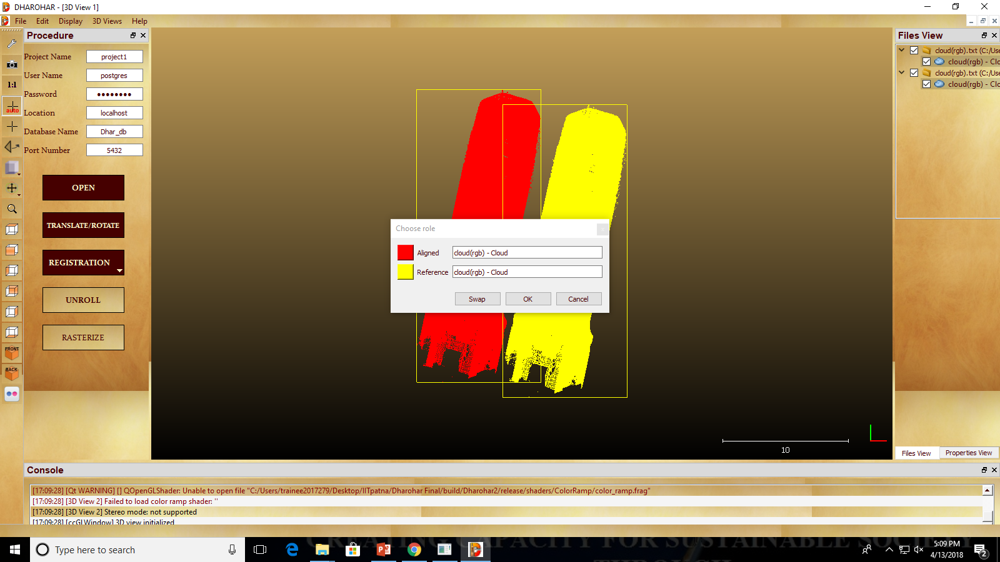 DHAROHAR - [3D View 1]
File Edit Display 3D Views Help
Procedure
Project Name project1
User Name postgres
Password ●●●●●●●●
Location localhost
Database Name Dhar_db
Port Number 5432
OPEN
TRANSLATE/ROTATE
REGISTRATION
UNROLL
RASTERIZE
1:1
auto
FRONT
BACK
Choose role
Aligned cloud(rgb) - Cloud
Reference cloud(rgb) - Cloud
Swap OK Cancel
10
Files View
cloud(rgb).txt (C:/Use
cloud(rgb) - Clo
cloud(rgb).txt (C:/Use
cloud(rgb) - Clo
Files View Properties View
Console
[17:09:28] [Qt WARNING] [] QOpenGLShader: Unable to open file "C:/Users/trainee2017279/Desktop/IITpatna/Dharohar Final/build/Dharohar2/release/shaders/ColorRamp/color_ramp.frag"
[17:09:28] [3D View 2] Failed to load color ramp shader: ''
[17:09:28] [3D View 2] Stereo mode: not supported
[17:09:28] [ccGLWindow] 3D view initialized
CREATING CAPACITY FOR SUSTAINABLE SOCIETY
THROUGH
Type here to search
5:09 PM
4/13/2018
2